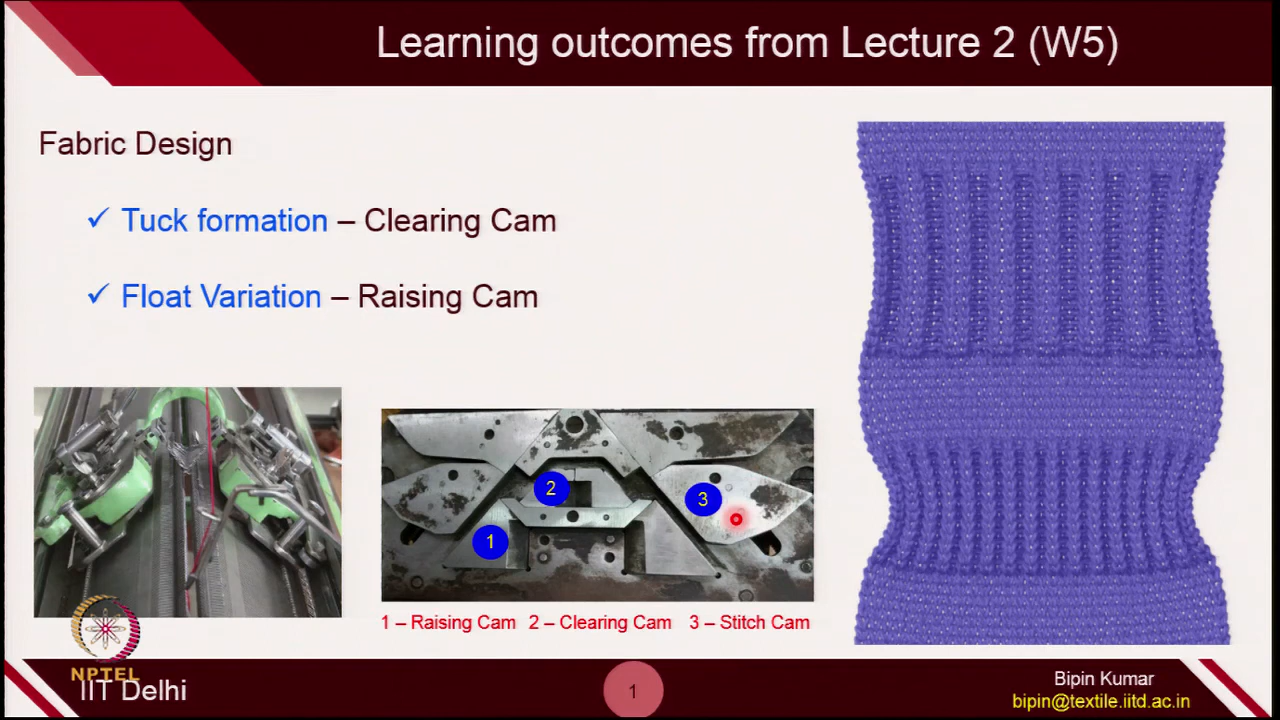 Learning outcomes from Lecture 2 (W5)
Fabric Design
✓ Tuck formation – Clearing Cam
✓ Float Variation – Raising Cam
1
2
3
1 – Raising Cam 2 – Clearing Cam 3 – Stitch Cam
NPTEL
IIT Delhi
1
Bipin Kumar
bipin@textile.iitd.ac.in